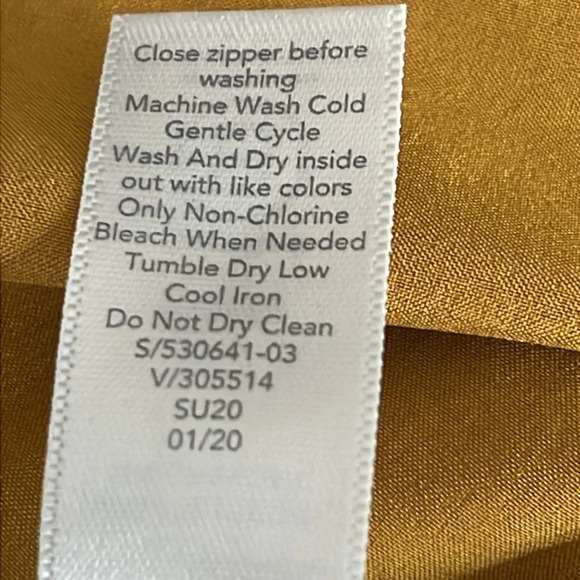 Close zipper before
washing
Machine Wash Cold
Gentle Cycle
Wash And Dry inside
out with like colors
Only Non-Chlorine
Bleach When Needed
Tumble Dry Low
Cool Iron
Do Not Dry Clean
S/530641-03
V/305514
SU20
01/20